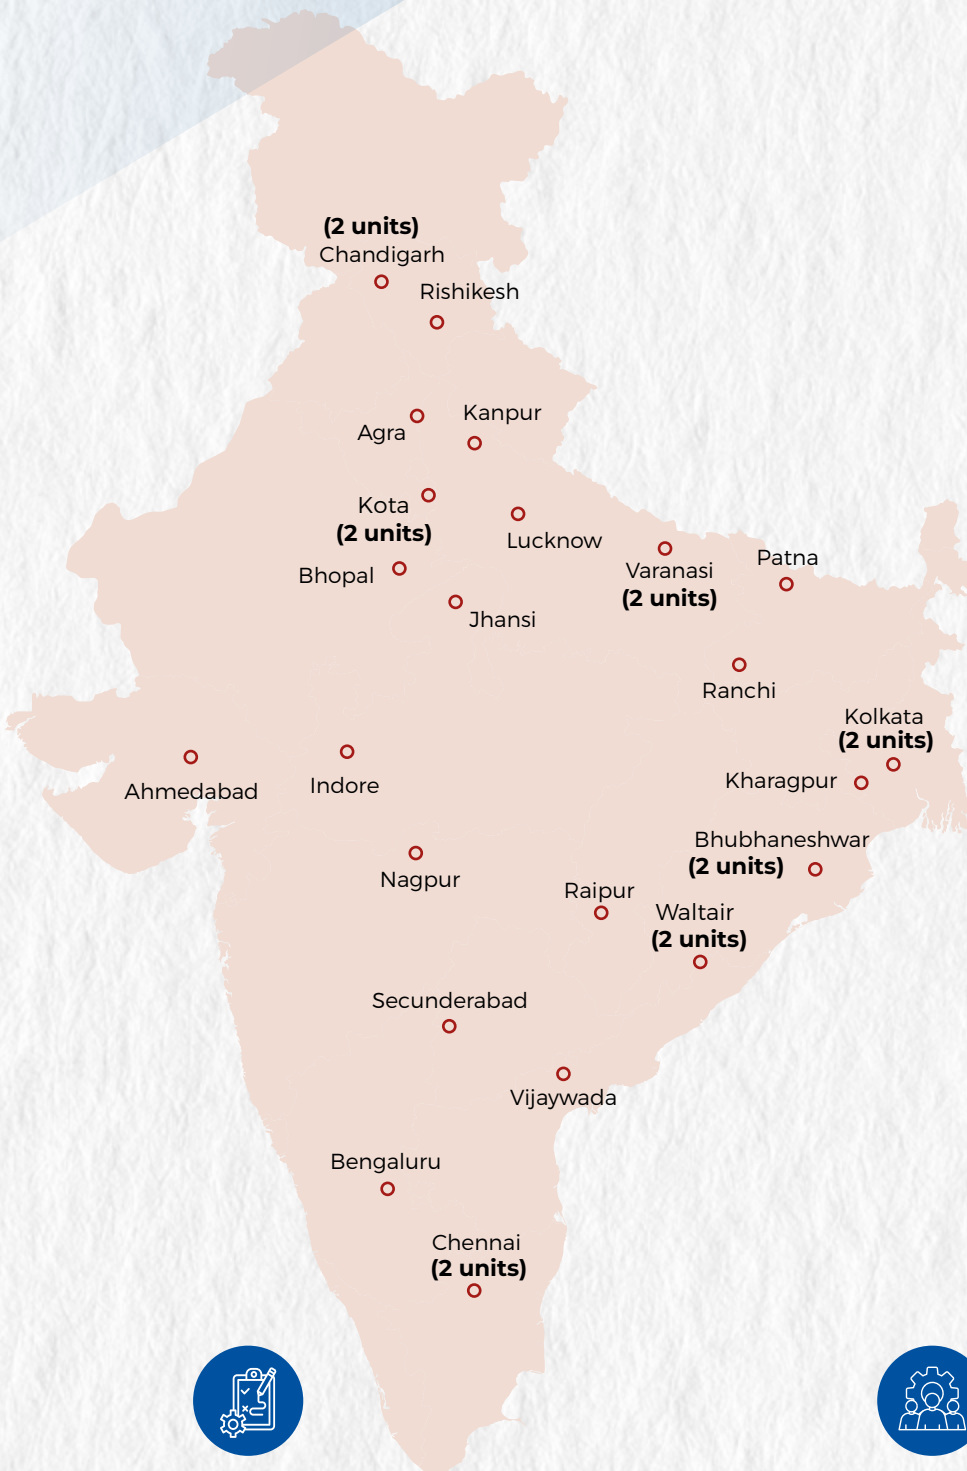 (2 units)
Chandigarh
Rishikesh
Kanpur
Agra
Kota
(2 units)
Lucknow
Bhopal
Varanasi
(2 units)
Patna
Jhansi
Ranchi
Kolkata
(2 units)
Kharagpur
Ahmedabad
Indore
Bhubhaneshwar
(2 units)
Nagpur
Raipur
Waltair
(2 units)
Secunderabad
Vijaywada
Bengaluru
Chennai
(2 units)